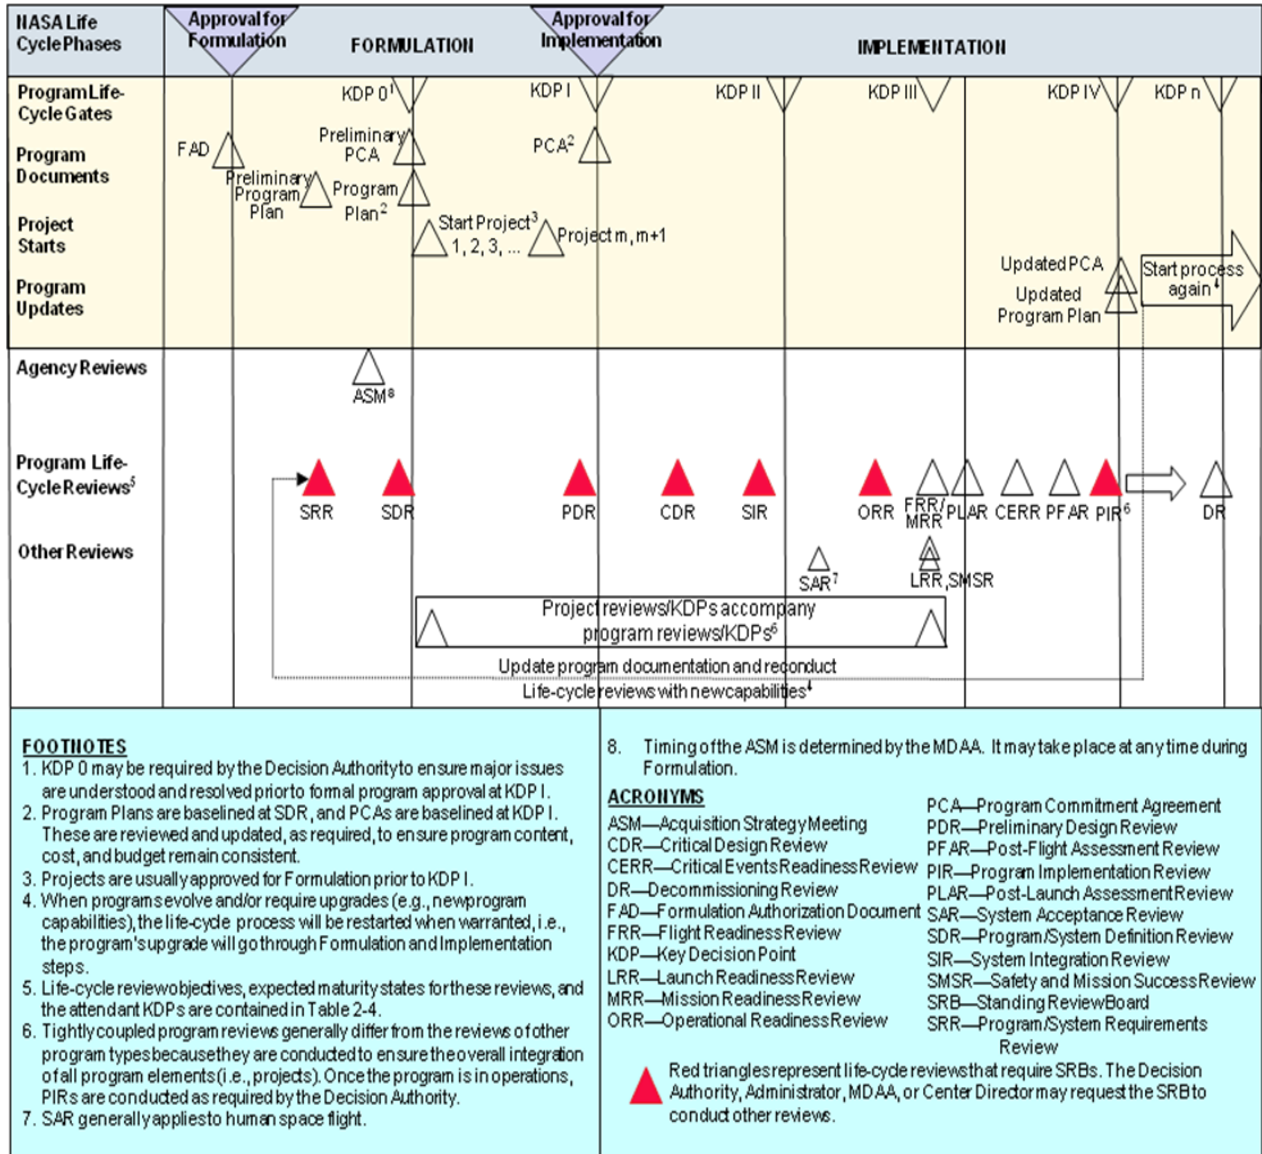 NASA Life
Cycle Phases
Approval for
Formulation
FORMULATION
Approval for
Implementation
IMPLEMENTATION
Program Life-
Cycle Gates
KDP 0¹
KDP I
KDP II
KDP III
KDP IV
KDP n
Program
Documents
FAD
Preliminary
PCA
PCA²
Preliminary
Program
Plan
Program
Plan²
Project
Starts
Start Project³
1, 2, 3, ...
Project m, m+1
Program
Updates
Updated PCA
Updated
Program Plan
Start process
again⁴
Agency Reviews
ASM⁸
Program Life-
Cycle Reviews⁵
SRR
SDR
PDR
CDR
SIR
ORR
FRR/
MRR
PLAR
CERR
PFAR
PIR⁶
DR
Other Reviews
SAR⁷
LRR, SMSR
Project reviews/KDPs accompany
program reviews/KDPs⁶
Update program documentation and reconduct
Life-cycle reviews with new capabilities⁴
FOOTNOTES
1. KDP 0 may be required by the Decision Authority to ensure major issues
are understood and resolved prior to formal program approval at KDP I.
2. Program Plans are baselined at SDR, and PCAs are baselined at KDP I.
These are reviewed and updated, as required, to ensure program content,
cost, and budget remain consistent.
3. Projects are usually approved for Formulation prior to KDP I.
4. When programs evolve and/or require upgrades (e.g., new program
capabilities), the life-cycle process will be restarted when warranted, i.e.,
the program's upgrade will go through Formulation and Implementation
steps.
5. Life-cycle review objectives, expected maturity states for these reviews, and
the attendant KDPs are contained in Table 2-4.
6. Tightly coupled program reviews generally differ from the reviews of other
program types because they are conducted to ensure the overall integration
of all program elements (i.e., projects). Once the program is in operations,
PIRs are conducted as required by the Decision Authority.
7. SAR generally applies to human space flight.
8. Timing of the ASM is determined by the MDAA. It may take place at any time during
Formulation.
ACRONYMS
ASM—Acquisition Strategy Meeting
CDR—Critical Design Review
CERR—Critical Events Readiness Review
DR—Decommissioning Review
FAD—Formulation Authorization Document
FRR—Flight Readiness Review
KDP—Key Decision Point
LRR—Launch Readiness Review
MRR—Mission Readiness Review
ORR—Operational Readiness Review
PCA—Program Commitment Agreement
PDR—Preliminary Design Review
PFAR—Post-Flight Assessment Review
PIR—Program Implementation Review
PLAR—Post-Launch Assessment Review
SAR—System Acceptance Review
SDR—Program/System Definition Review
SIR—System Integration Review
SMSR—Safety and Mission Success Review
SRB—Standing Review Board
SRR—Program/System Requirements
Review
Red triangles represent life-cycle reviews that require SRBs. The Decision
Authority, Administrator, MDAA, or Center Director may request the SRB to
conduct other reviews.